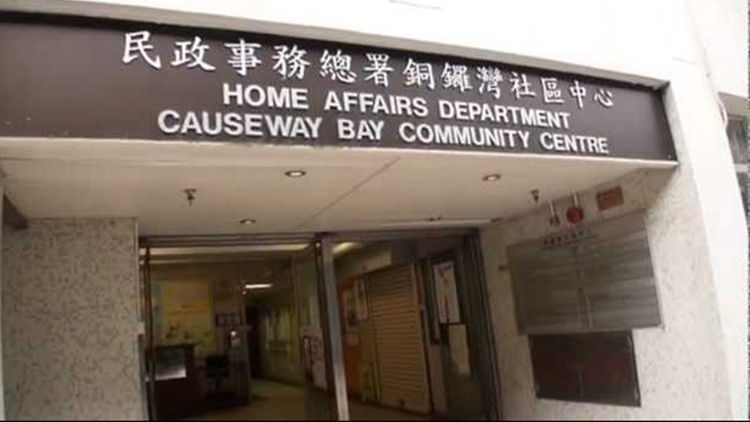 民政事務總署銅鑼灣社區中心
HOME AFFAIRS DEPARTMENT
CAUSEWAY BAY COMMUNITY CENTRE